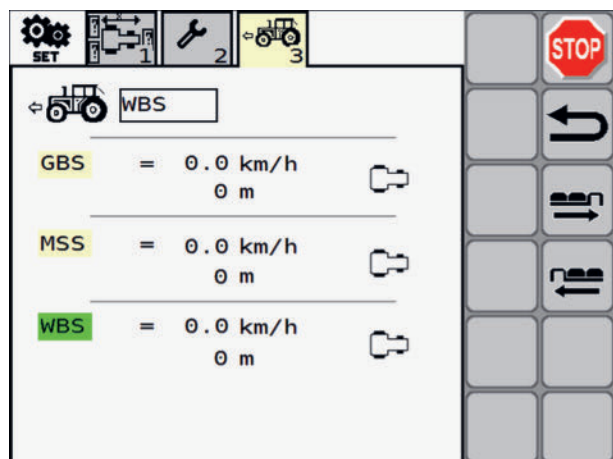 SET
1
2
3
STOP
WBS
GBS = 0.0 km/h
0 m
MSS = 0.0 km/h
0 m
WBS = 0.0 km/h
0 m